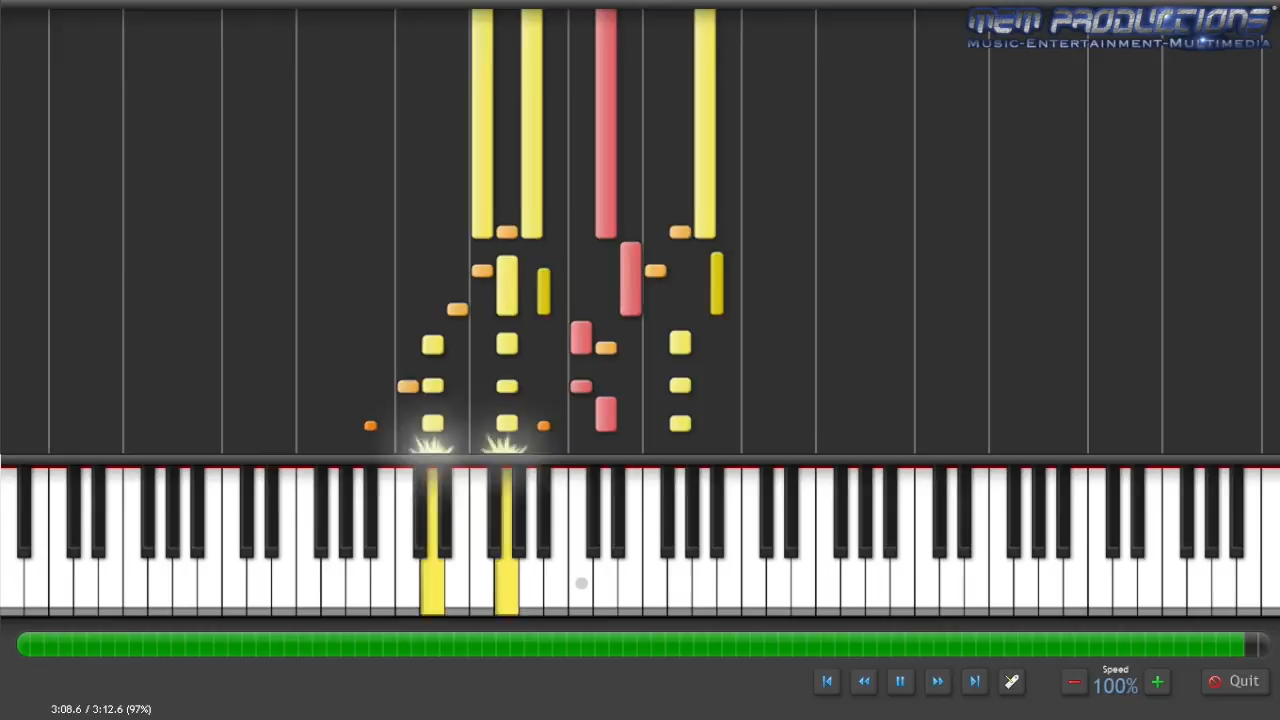 MEM PRODUCTIONS
MUSIC-ENTERTAINMENT-MULTIMEDIA
Speed
100%
Quit
3:08.6 / 3:12.6 (97%)